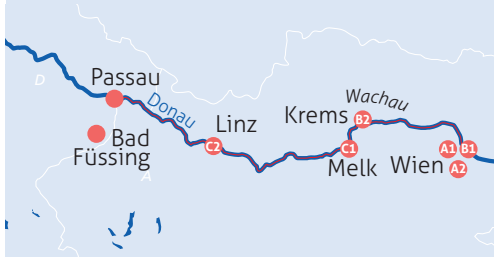 D
Passau
Donau
Bad
Füssing
A
Linz
C2
Krems
B2
Wachau
C1
Melk
Wien
A1
B1
A2